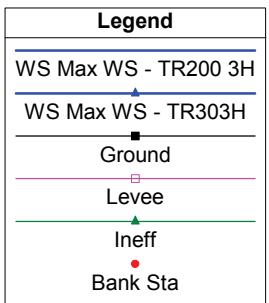 Legend
WS Max WS - TR200 3H
WS Max WS - TR303H
Ground
Levee
Ineff
Bank Sta